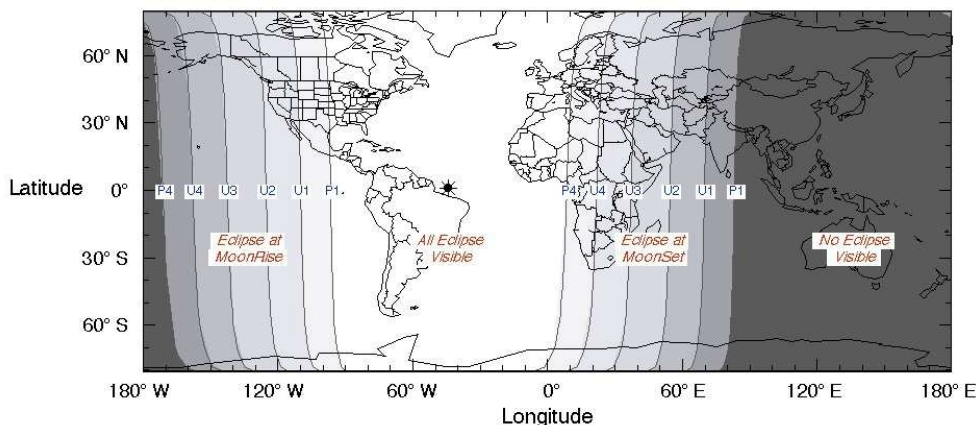 60° N
30° N
Latitude
0°
P4 U4 U3 U2 U1 P1
P4 U4 U3 U2 U1 P1
Eclipse at
MoonRise
All Eclipse
Visible
Eclipse at
MoonSet
No Eclipse
Visible
30° S
60° S
180° W 120° W 60° W 0° 60° E 120° E 180° E
Longitude